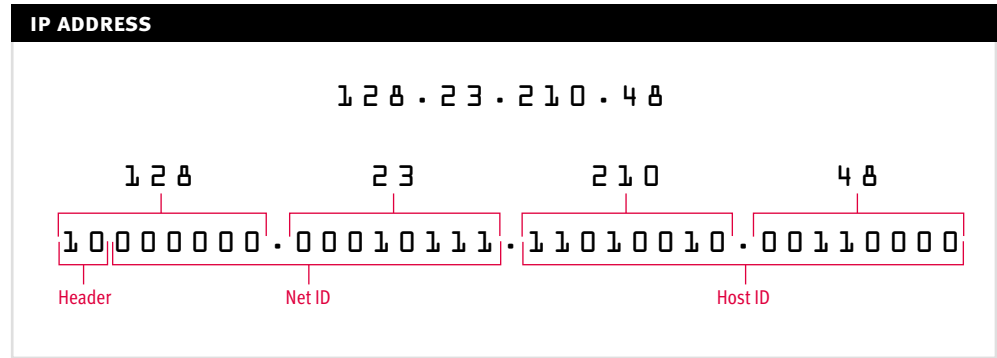 IP ADDRESS
128.23.210.48
128 23 210 48
10000000.00010111.11010010.00110000
Header Net ID Host ID